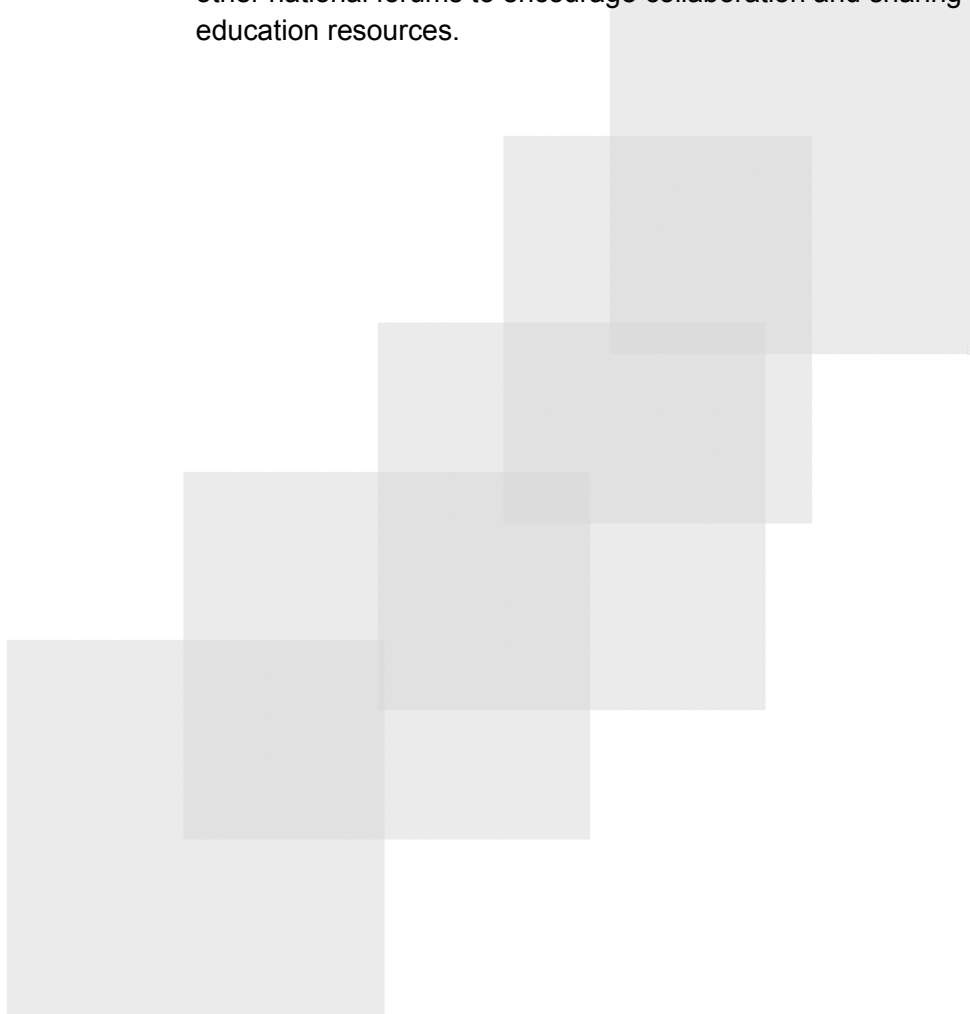 other national forums to encourage collaboration and sharing
education resources.